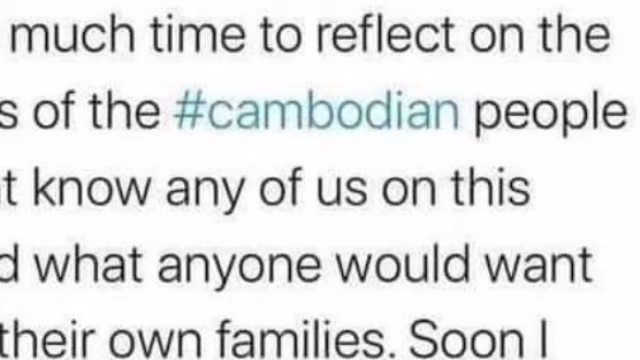 much time to reflect on the
s of the #cambodian people
t know any of us on this
d what anyone would want
their own families. Soon I